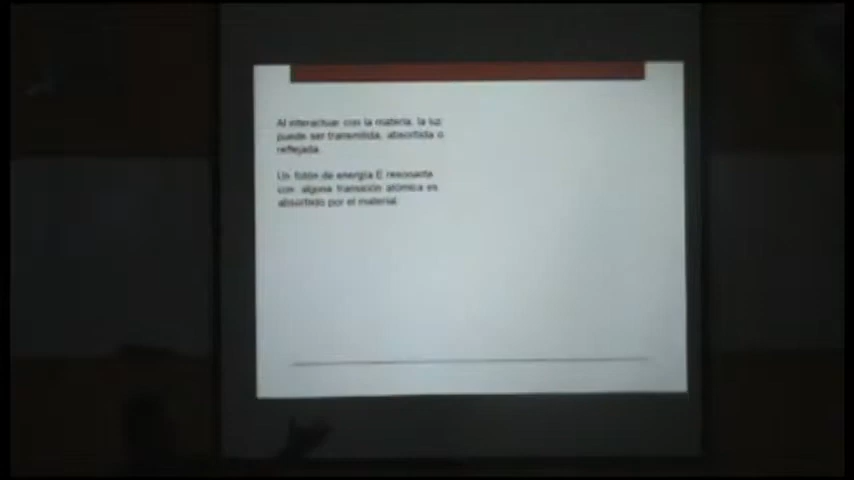 Al interactuar con la materia, la luz
puede ser transmitida, absorbida o
reflejada.
Un fotón de energía E resonante
con alguna transición atómica es
absorbido por el material.